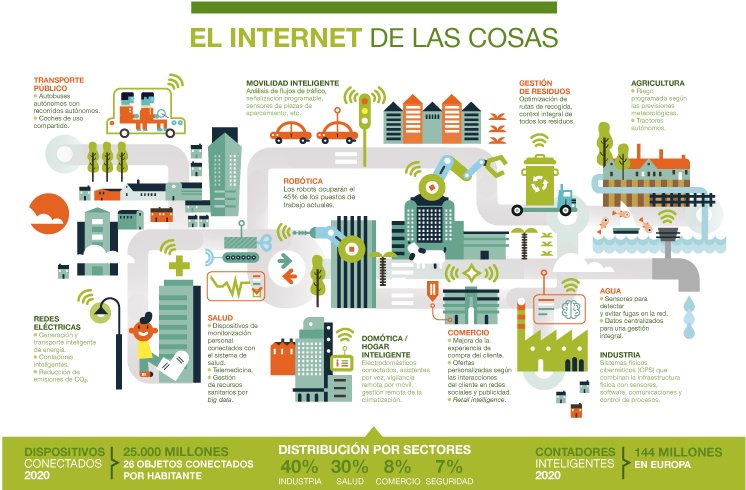 EL INTERNET DE LAS COSAS
TRANSPORTE
PÚBLICO
Autobuses
autónomos con
recorridos autónomos.
Coches de uso
compartido.
MOVILIDAD INTELIGENTE
Análisis de flujos de tráfico,
señalización programable,
sensores de plazas de
aparcamiento, etc.
GESTIÓN
DE RESIDUOS
Optimización de
rutas de recogida,
control integral de
todos los residuos.
AGRICULTURA
Riego
programado según
las previsiones
meteorológicas.
Tractores
autónomos.
ROBÓTICA
Los robots ocuparán el
45% de los puestos de
trabajo actuales.
REDES
ELÉCTRICAS
Generación y
transporte inteligente
de energía.
Contadores
inteligentes.
Reducción de
emisiones de CO2.
SALUD
Dispositivos de
monitorización
personal conectados
con el sistema de
salud.
Telemedicina.
Gestión
de recursos
sanitarios por
big data.
DOMÓTICA /
HOGAR
INTELIGENTE
Electrodomésticos
conectados, asistentes
por voz, vigilancia
remota por móvil,
gestión remota de la
climatización.
COMERCIO
Mejora de la
experiencia de
compra del cliente.
Ofertas
personalizadas según
las interacciones
del cliente en redes
sociales y publicidad.
Retail intelligence.
AGUA
Sensores para
detectar
y evitar fugas en la red.
Datos centralizados
para una gestión
integral.
INDUSTRIA
Sistemas físicos
cibernéticos (CPS) que
combinan la infraestructura
física con sensores,
software, comunicaciones y
control de procesos.
DISPOSITIVOS
CONECTADOS
2020
25.000 MILLONES
26 OBJETOS CONECTADOS
POR HABITANTE
DISTRIBUCIÓN POR SECTORES
40% 30% 8% 7%
INDUSTRIA SALUD COMERCIO SEGURIDAD
CONTADORES
INTELIGENTES
2020
144 MILLONES
EN EUROPA